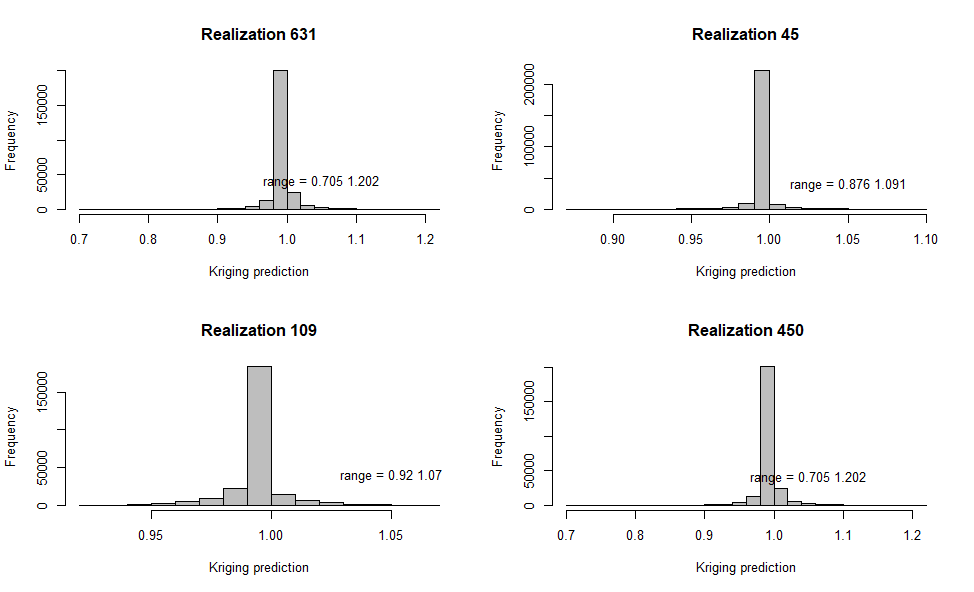 Realization 631
Frequency
0
50000
150000
range = 0.705 1.202
0.7 0.8 0.9 1.0 1.1 1.2
Kriging prediction
Realization 45
Frequency
0
100000
200000
range = 0.876 1.091
0.90 0.95 1.00 1.05 1.10
Kriging prediction
Realization 109
Frequency
0
50000
150000
range = 0.92 1.07
0.95 1.00 1.05
Kriging prediction
Realization 450
Frequency
0
50000
150000
range = 0.705 1.202
0.7 0.8 0.9 1.0 1.1 1.2
Kriging prediction